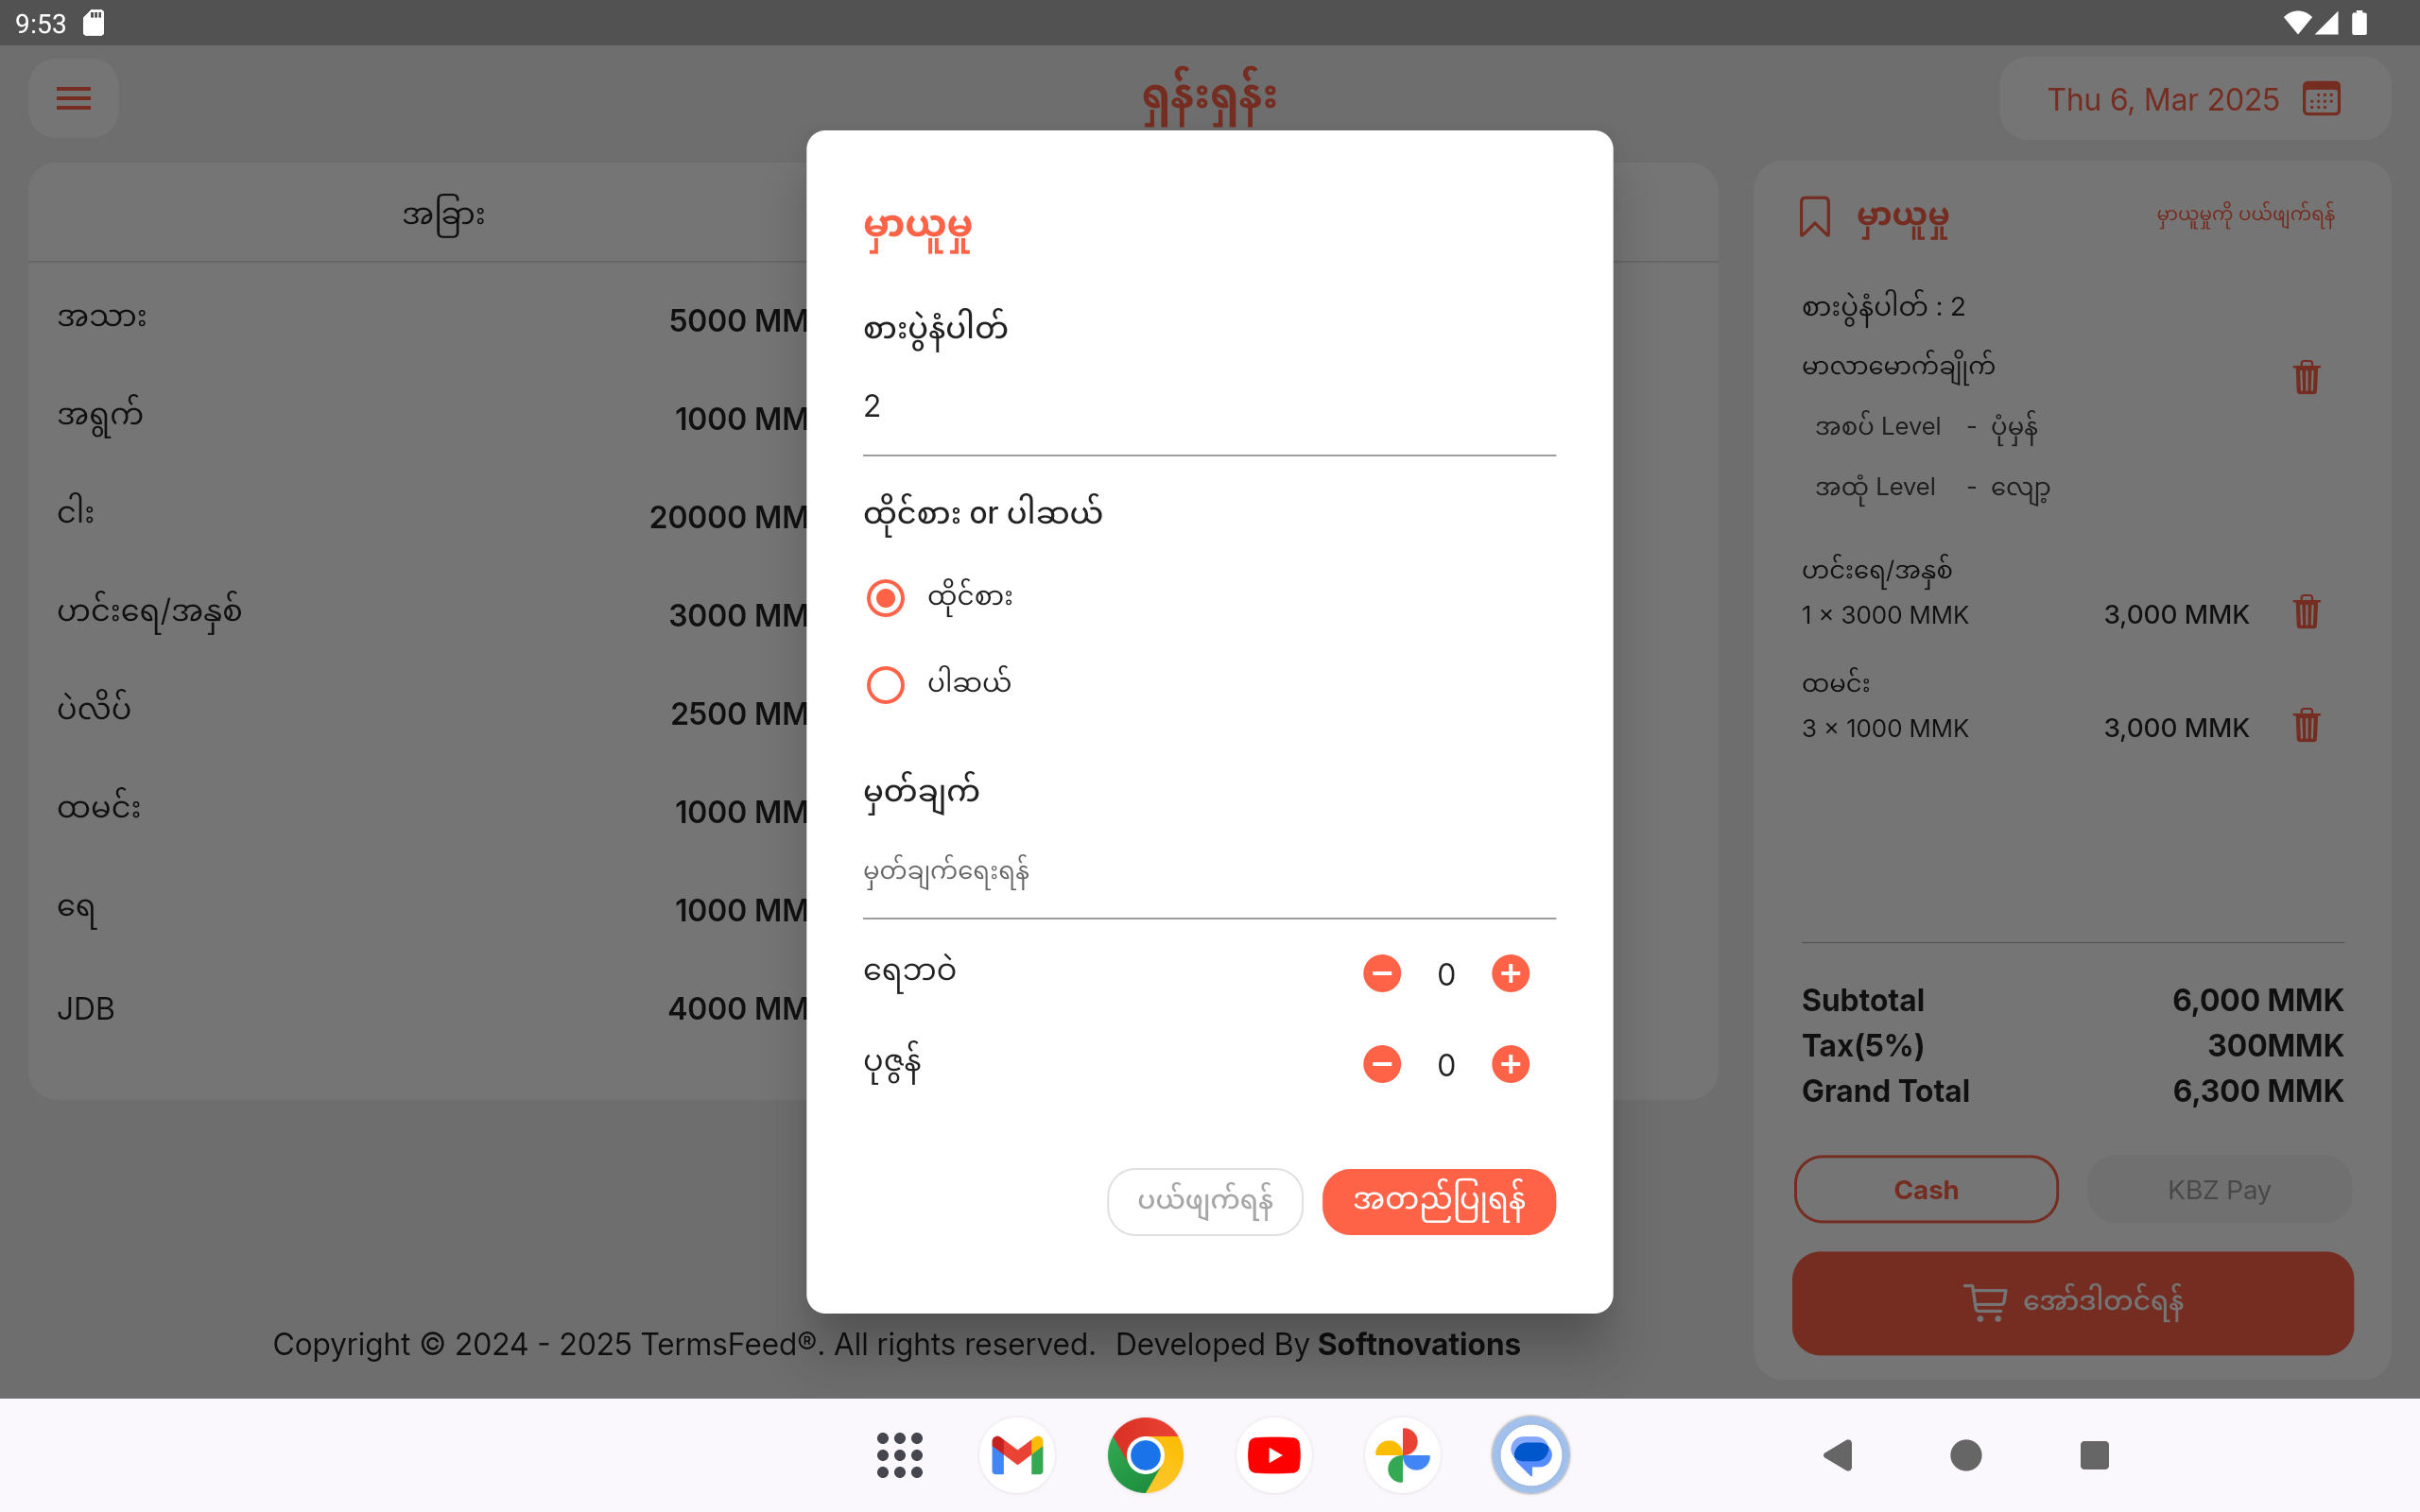 9:53
ရှန်းရှန်း
Thu 6, Mar 2025
အခြား
အသား 5000 MM
အရွက် 1000 MM
ငါး 20000 MM
ဟင်းရေ/အနှစ် 3000 MM
ပဲလိပ် 2500 MM
ထမင်း 1000 MM
ရေ 1000 MM
JDB 4000 MM
မှာယူမှု
စားပွဲနံပါတ်
2
ထိုင်စား or ပါဆယ်
ထိုင်စား
ပါဆယ်
မှတ်ချက်
မှတ်ချက်ရေးရန်
ရေဘဝဲ 0
ပုဇွန် 0
ပယ်ဖျက်ရန် အတည်ပြုရန်
မှာယူမှု မှာယူမှုကို ပယ်ဖျက်ရန်
စားပွဲနံပါတ် : 2
မာလာမောက်ချိုက်
အစပ် Level - ပုံမှန်
အထုံ Level - လျော့
ဟင်းရေ/အနှစ်
1 × 3000 MMK 3,000 MMK
ထမင်း
3 × 1000 MMK 3,000 MMK
Subtotal 6,000 MMK
Tax(5%) 300MMK
Grand Total 6,300 MMK
Cash KBZ Pay
အော်ဒါတင်ရန်
Copyright © 2024 - 2025 TermsFeed®. All rights reserved. Developed By Softnovations